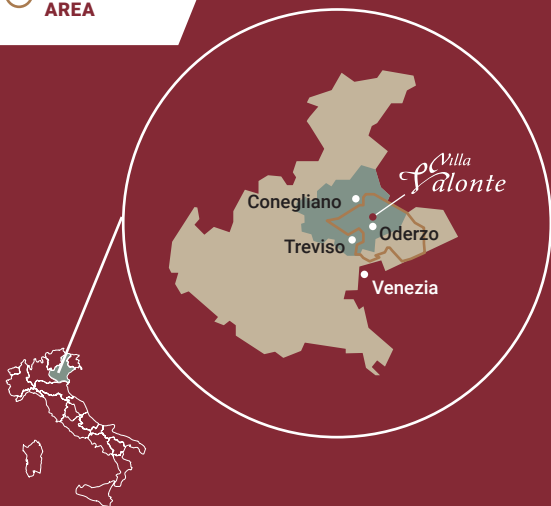 AREA
Villa
Valonte
Conegliano
Oderzo
Treviso
Venezia